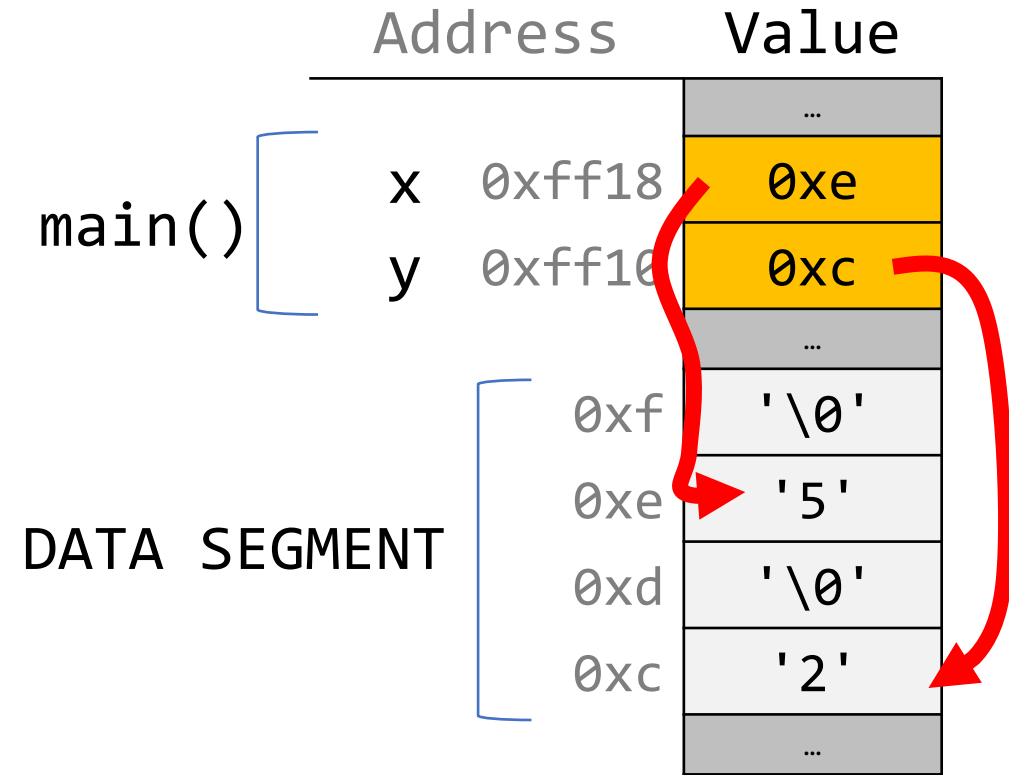 Address Value
…
x 0xff18 0xe
main()
y 0xff10 0xc
…
0xf '\0'
0xe '5'
DATA SEGMENT
0xd '\0'
0xc '2'
…